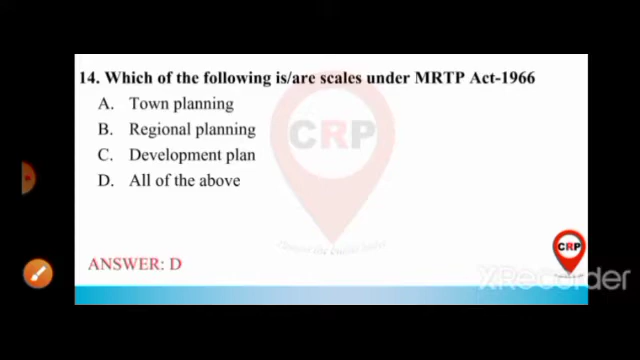 14. Which of the following is/are scales under MRTP Act-1966
A. Town planning
B. Regional planning
C. Development plan
D. All of the above
CRP
ANSWER: D
CRP
XRecorder